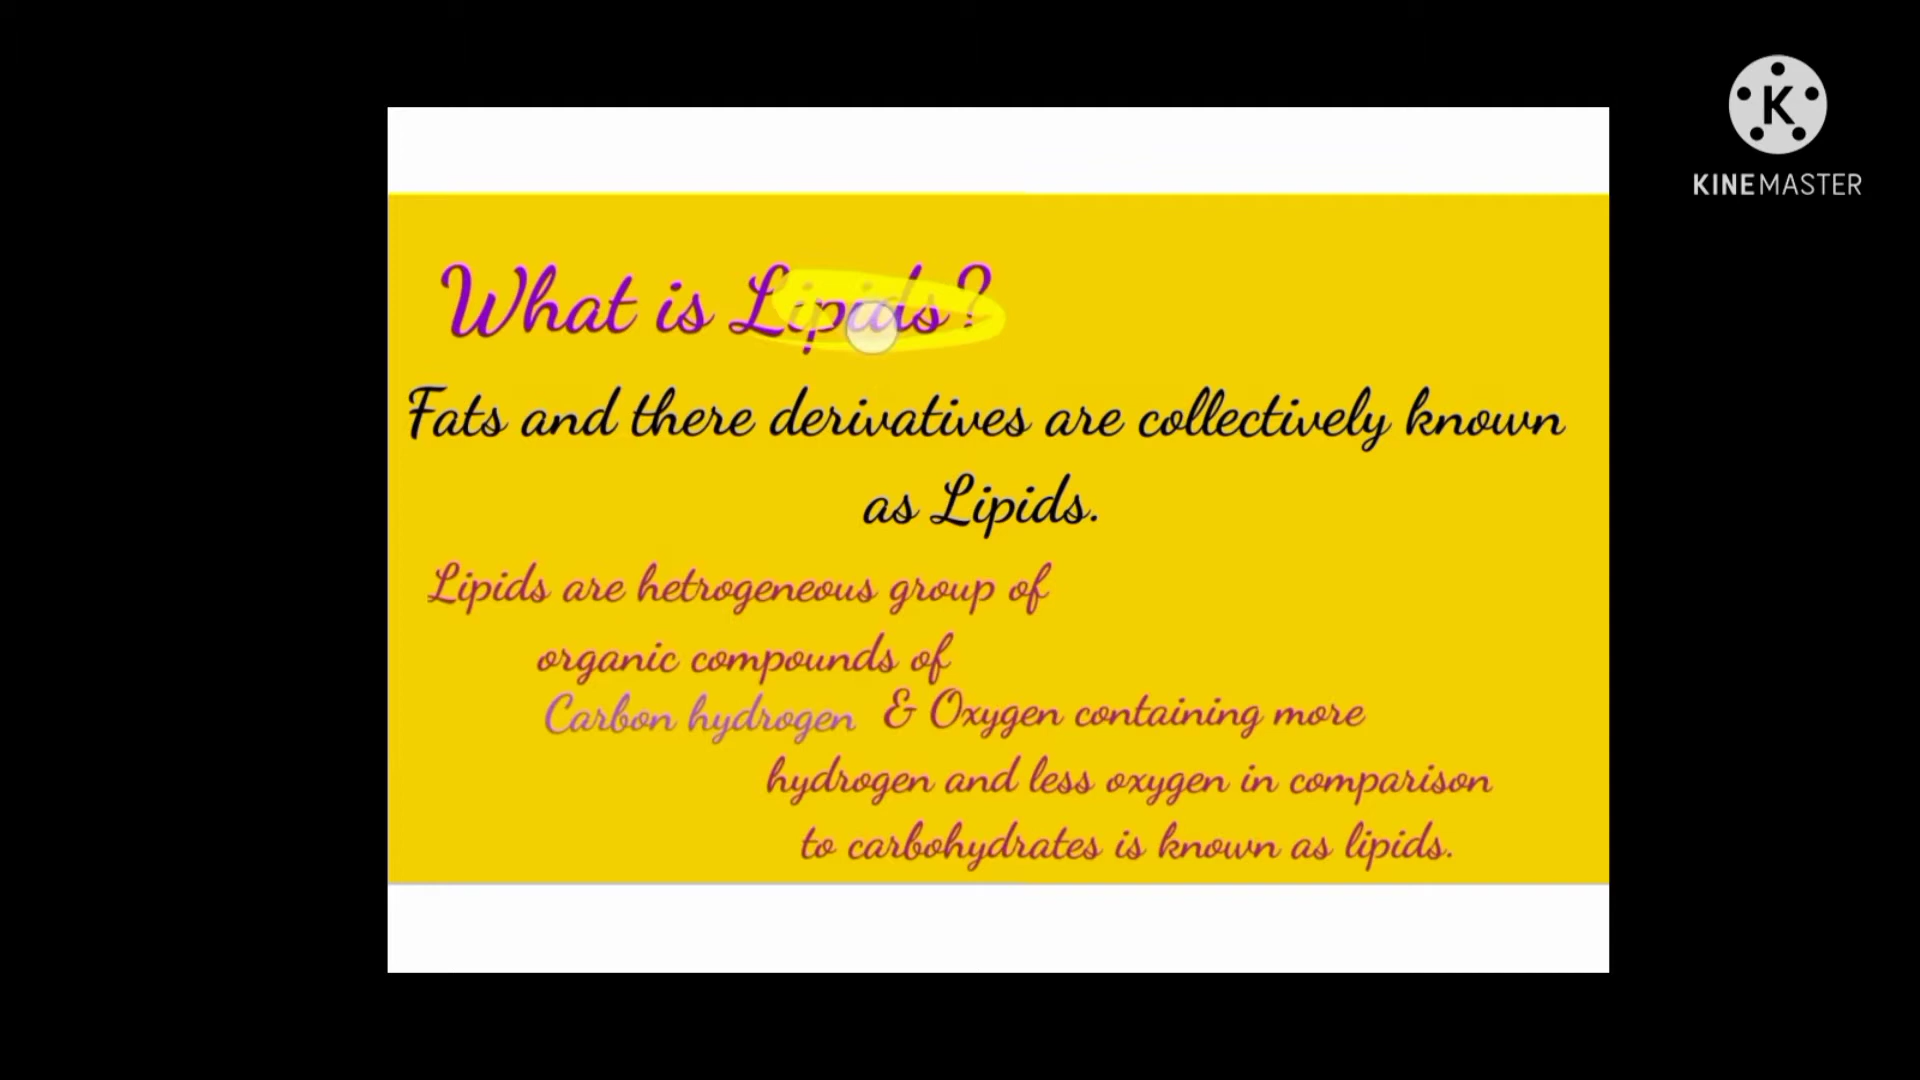 K
KINEMASTER
What is Lipids?
Fats and there derivatives are collectively known
as Lipids.
Lipids are hetrogeneous group of
organic compounds of
Carbon hydrogen & Oxygen containing more
hydrogen and less oxygen in comparison
to carbohydrates is known as lipids.